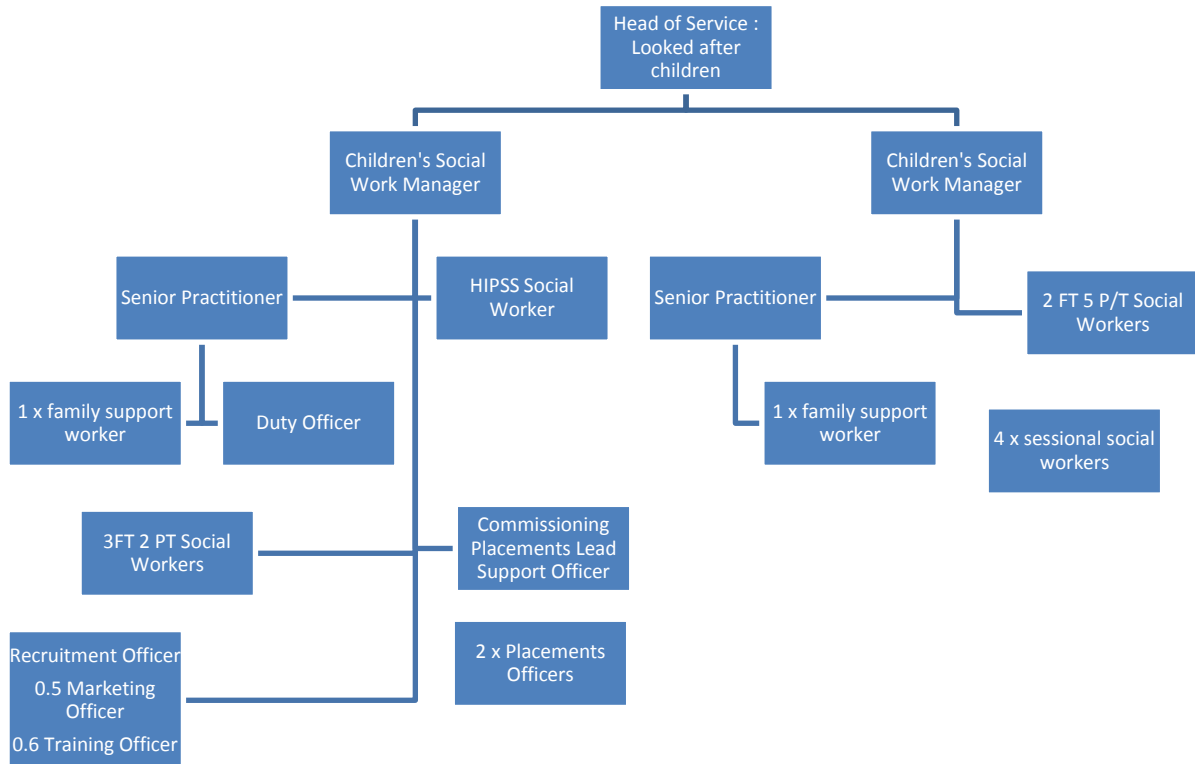 Head of Service :
Looked after
children
Children's Social
Work Manager
Children's Social
Work Manager
Senior Practitioner
HIPSS Social
Worker
Senior Practitioner
2 FT 5 P/T Social
Workers
1 x family support
worker
Duty Officer
1 x family support
worker
4 x sessional social
workers
3FT 2 PT Social
Workers
Commissioning
Placements Lead
Support Officer
Recruitment Officer
0.5 Marketing
Officer
0.6 Training Officer
2 x Placements
Officers